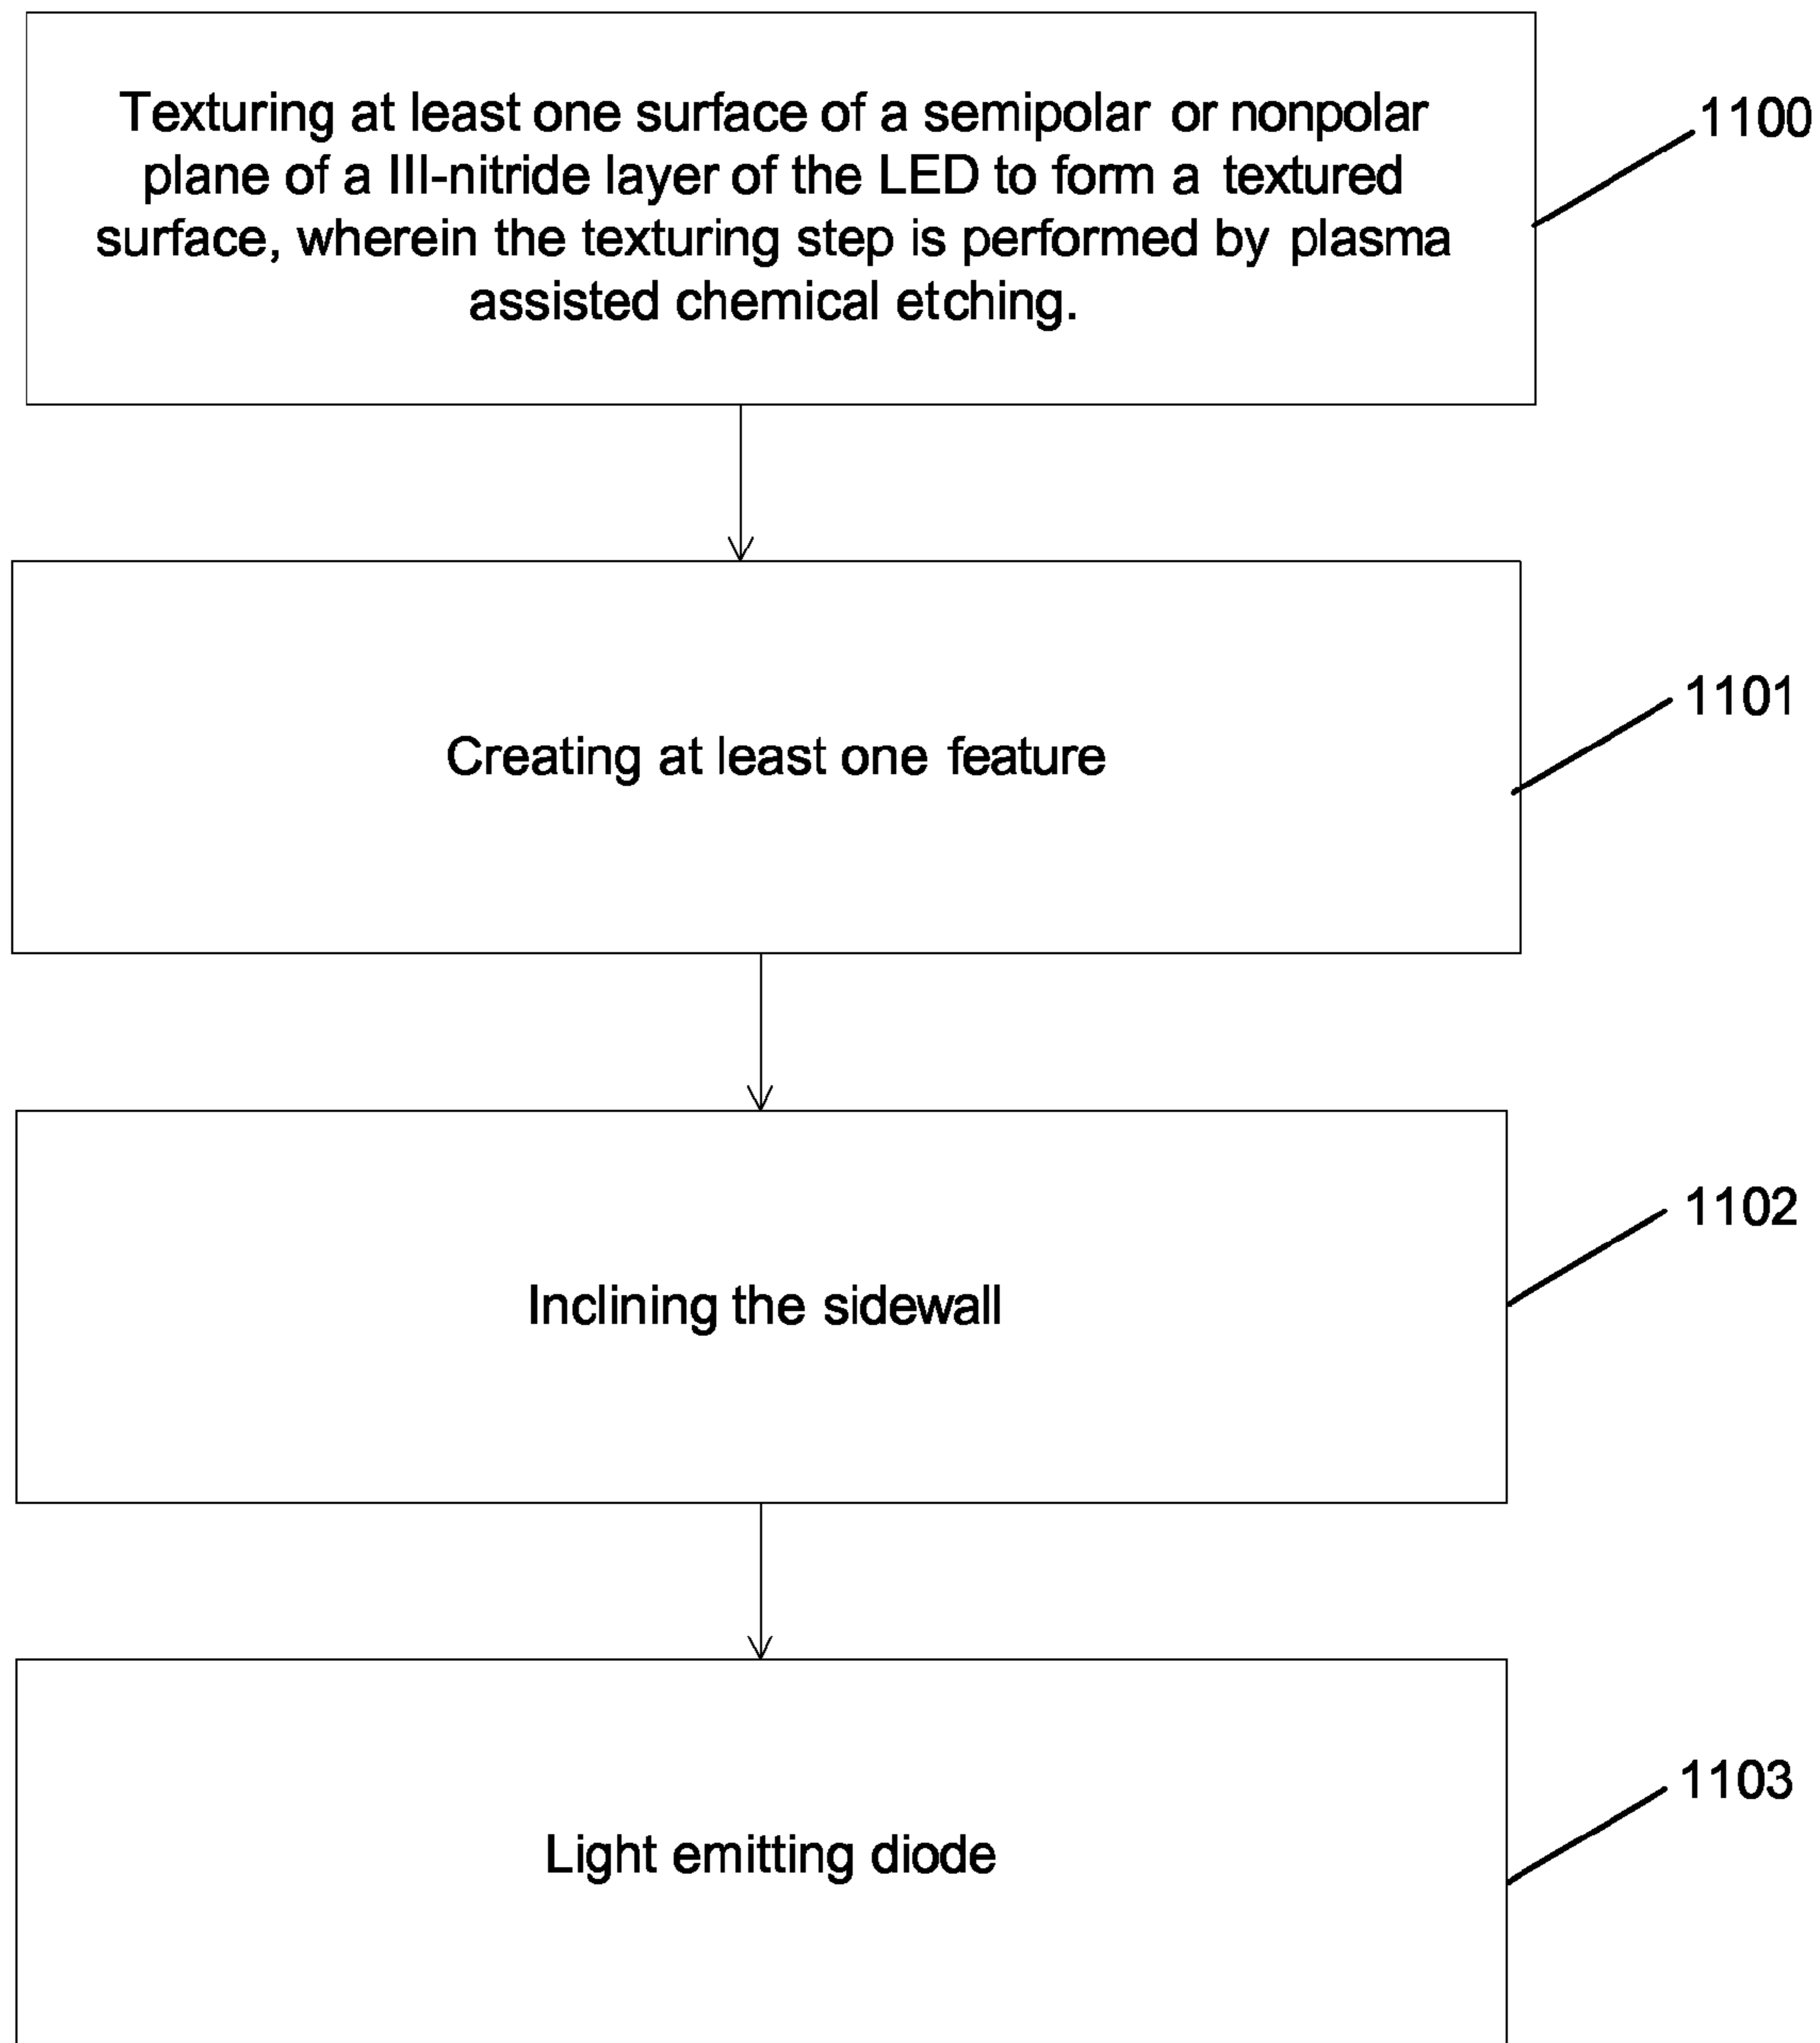 Texturing at least one surface of a semipolar or nonpolar
plane of a III-nitride layer of the LED to form a textured
surface, wherein the texturing step is performed by plasma
assisted chemical etching.
1100
Creating at least one feature
1101
Inclining the sidewall
1102
Light emitting diode
1103